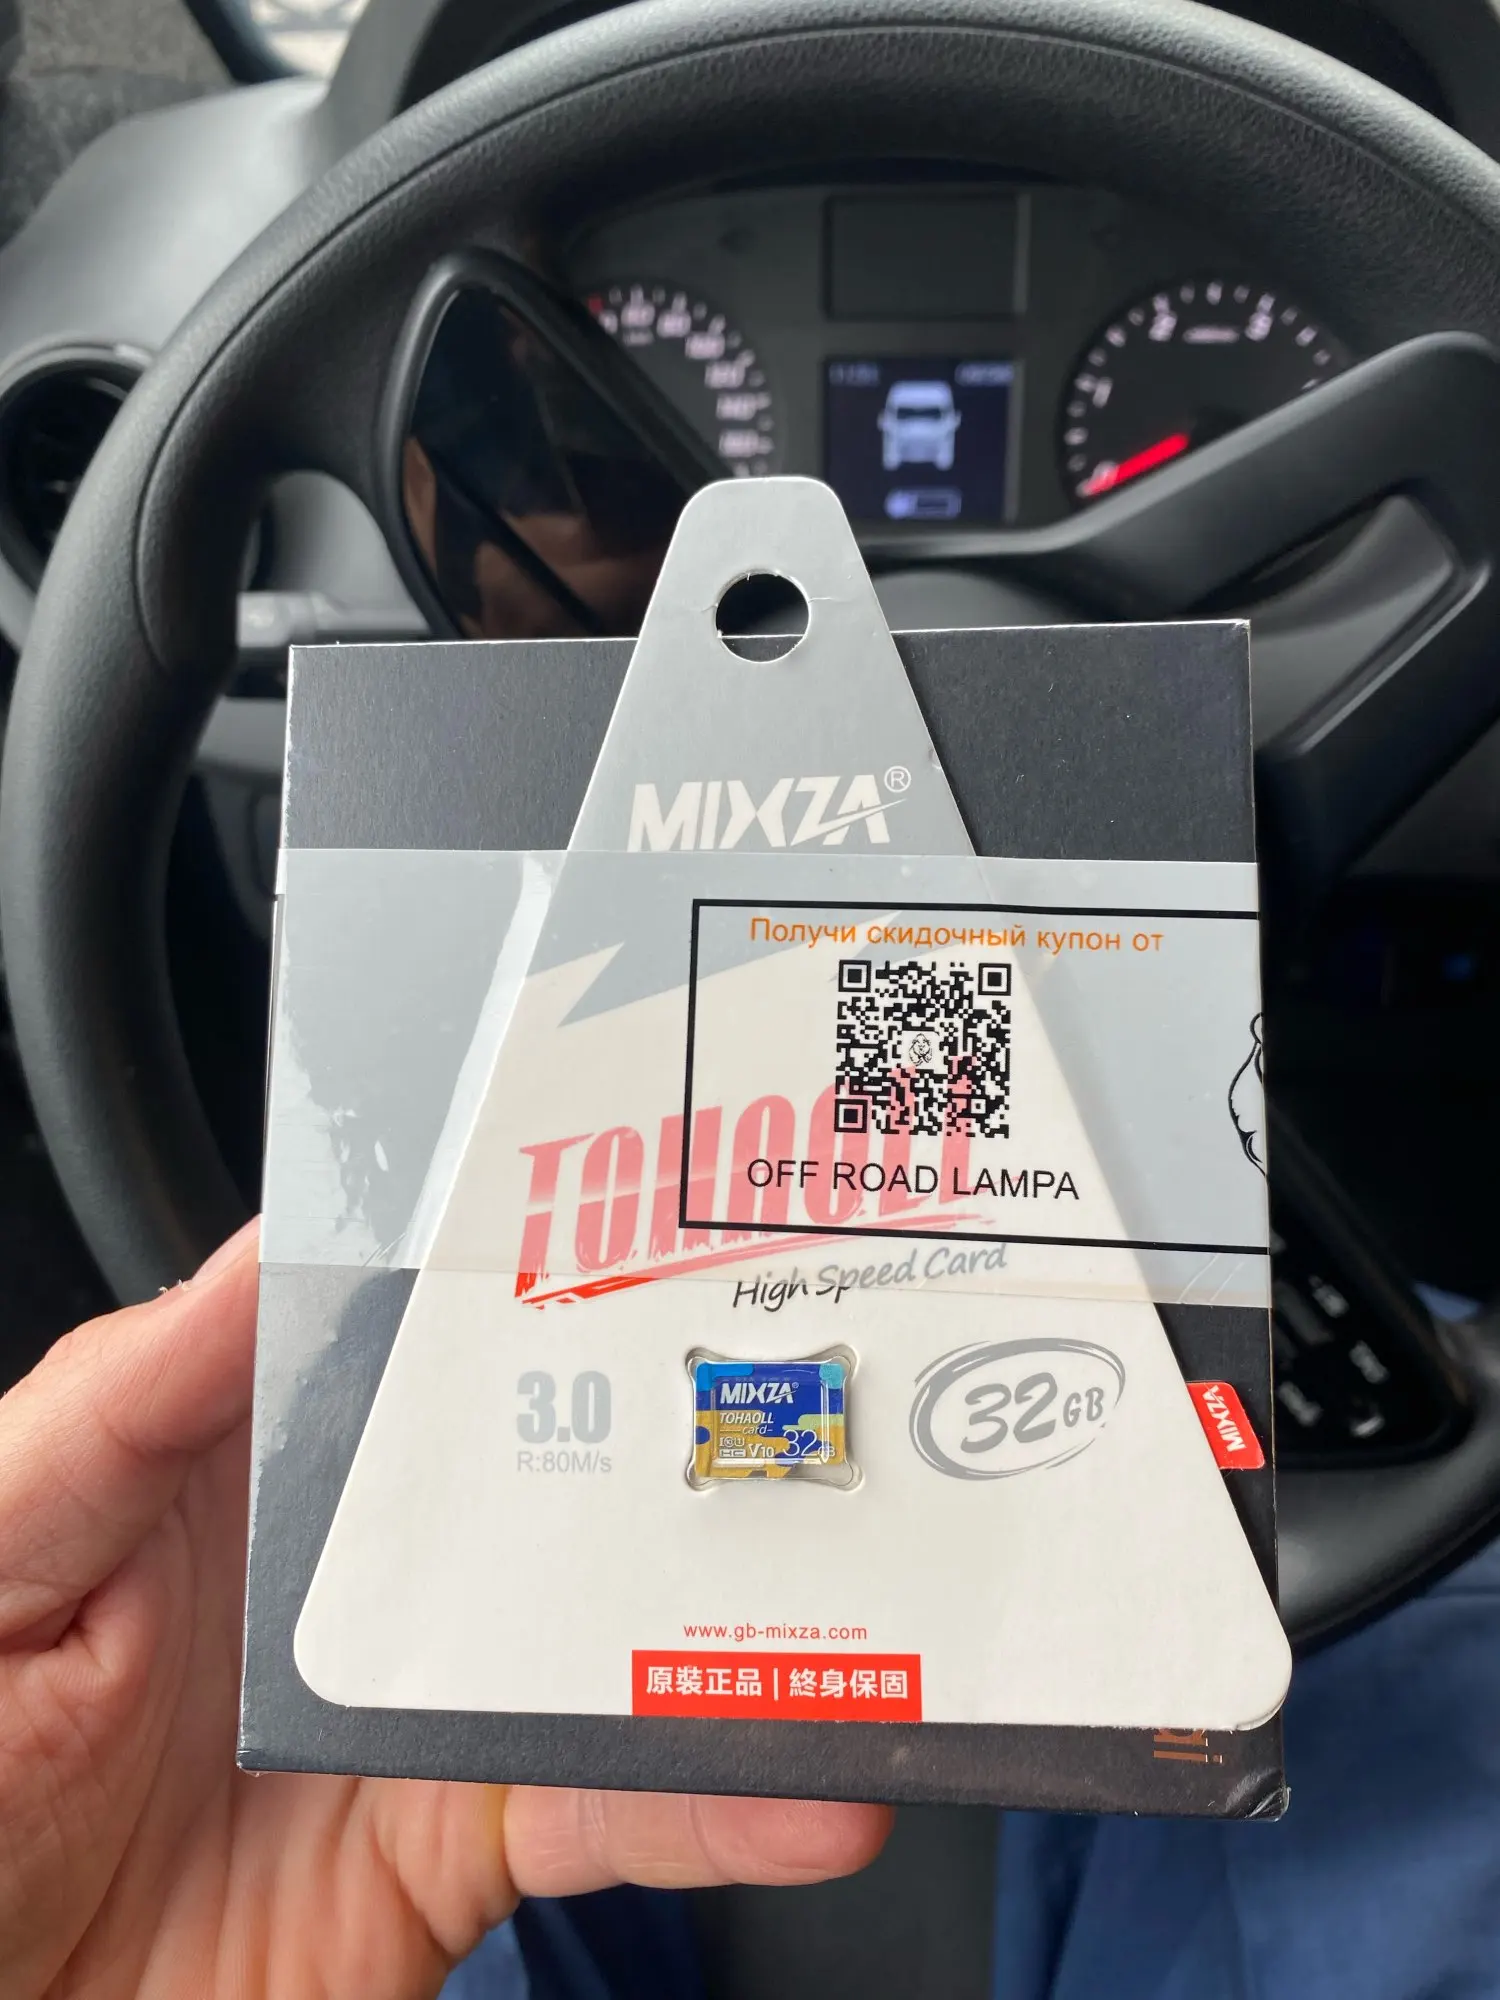 MIXZA®
Получи скидочный купон от
OFF ROAD LAMPA
TOHAOLL
High Speed Card
3.0
R:80M/s
MIXZA®
TOHAOLL
card
HC V10 32GB
32GB
MIXZA
www.gb-mixza.com
原裝正品 | 終身保固